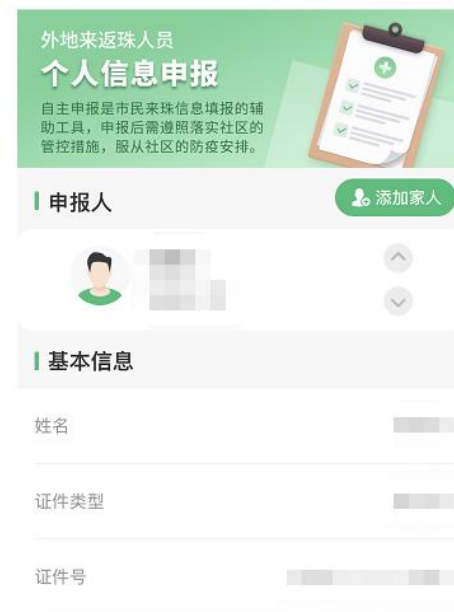 外地来返珠人员
个人信息申报
自主申报是市民来珠信息填报的辅
助工具，申报后需遵照落实社区的
管控措施，服从社区的防疫安排。
申报人
添加家人
基本信息
姓名
证件类型
证件号